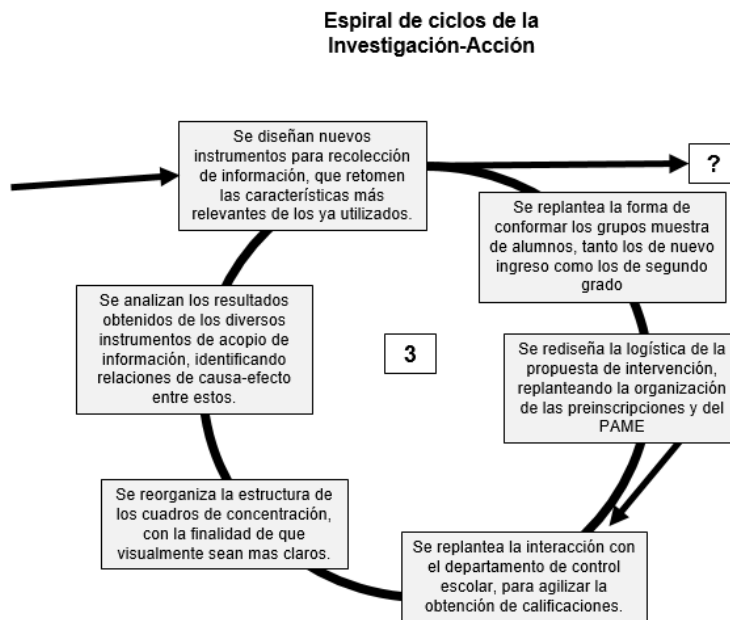 Espiral de ciclos de la
Investigación-Acción
Se diseñan nuevos
instrumentos para recolección
de información, que retomen
las características más
relevantes de los ya utilizados.
?
Se replantea la forma de
conformar los grupos muestra
de alumnos, tanto los de nuevo
ingreso como los de segundo
grado
Se rediseña la logística de la
propuesta de intervención,
replanteando la organización
de las preinscripciones y del
PAME
Se replantea la interacción con
el departamento de control
escolar, para agilizar la
obtención de calificaciones.
Se reorganiza la estructura de
los cuadros de concentración,
con la finalidad de que
visualmente sean mas claros.
Se analizan los resultados
obtenidos de los diversos
instrumentos de acopio de
información, identificando
relaciones de causa-efecto
entre estos.
3